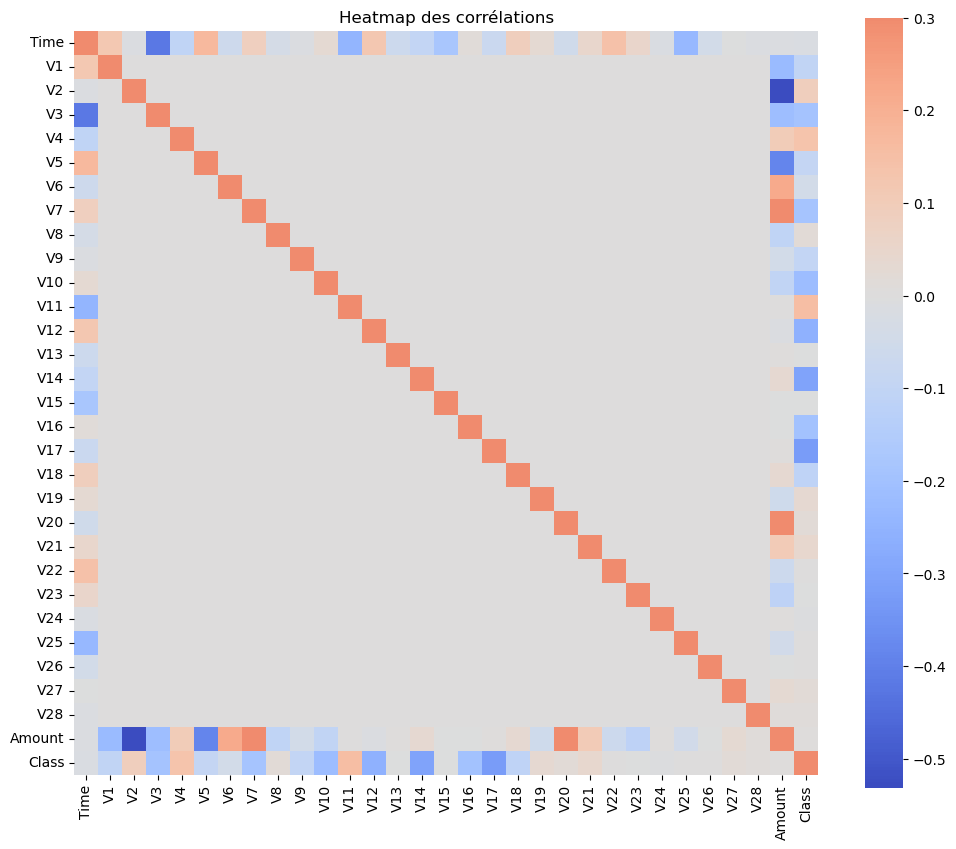 Heatmap des corrélations
Time
V1
V2
V3
V4
V5
V6
V7
V8
V9
V10
V11
V12
V13
V14
V15
V16
V17
V18
V19
V20
V21
V22
V23
V24
V25
V26
V27
V28
Amount
Class
Time
V1
V2
V3
V4
V5
V6
V7
V8
V9
V10
V11
V12
V13
V14
V15
V16
V17
V18
V19
V20
V21
V22
V23
V24
V25
V26
V27
V28
Amount
Class
0.3
0.2
0.1
0.0
−0.1
−0.2
−0.3
−0.4
−0.5